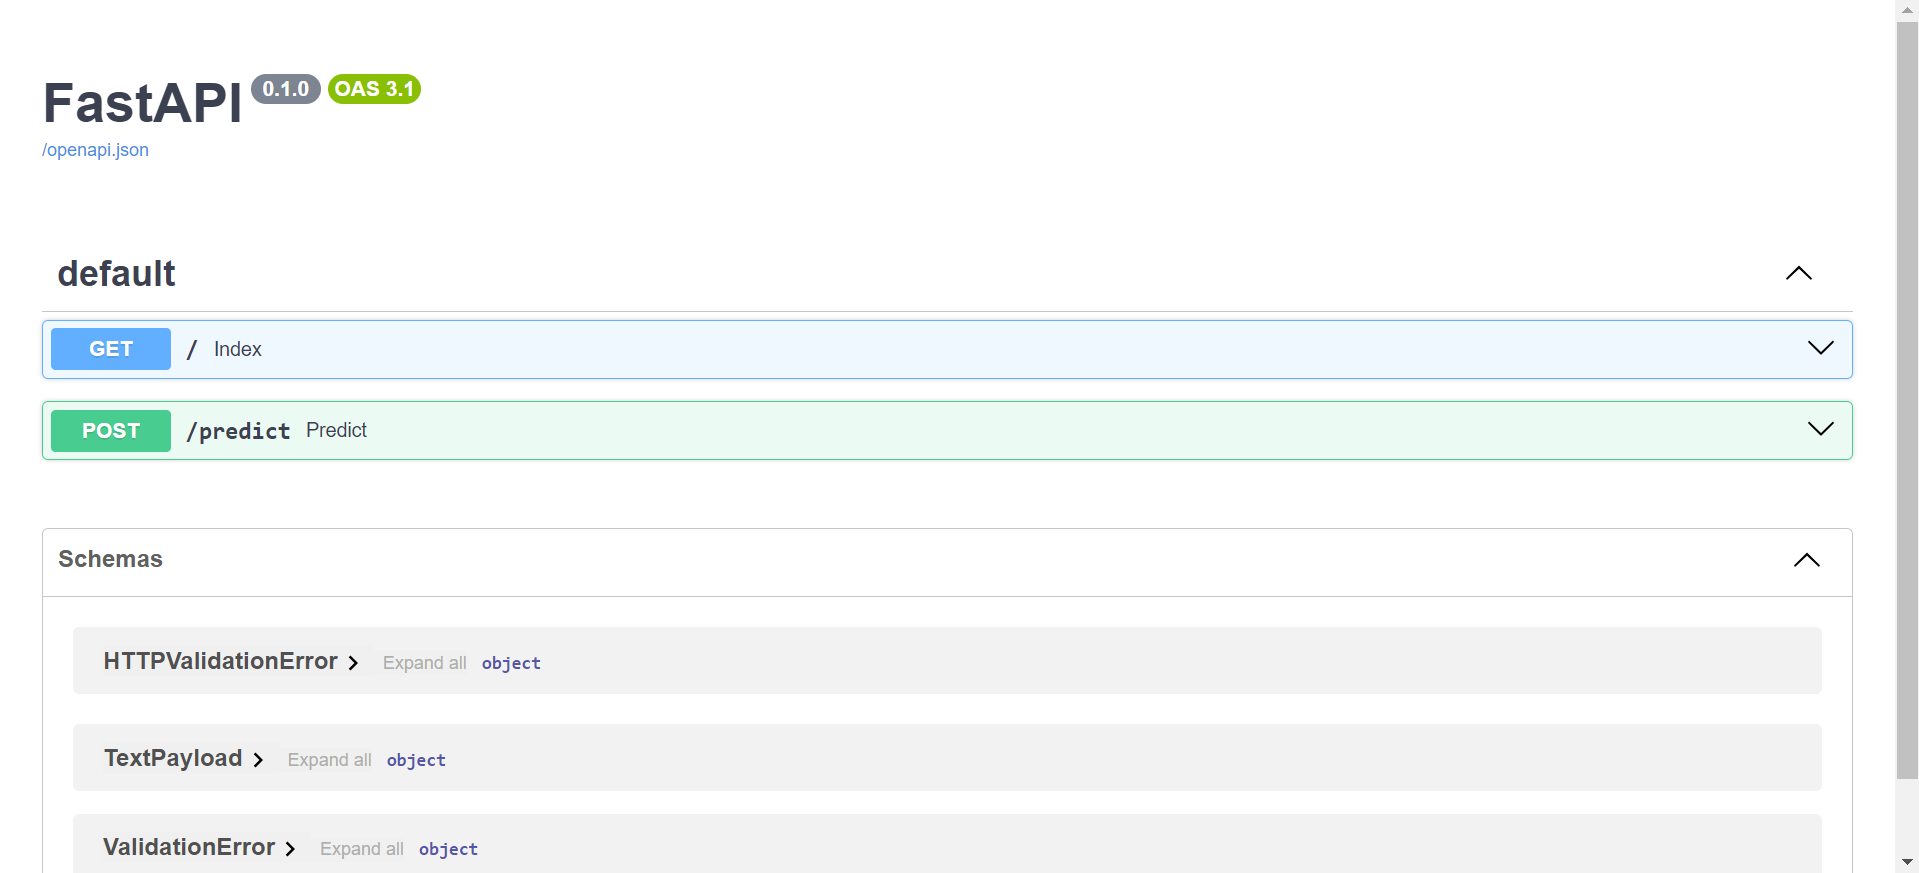 FastAPI 0.1.0 OAS 3.1
/openapi.json
default
GET / Index
POST /predict Predict
Schemas
HTTPValidationError Expand all object
TextPayload Expand all object
ValidationError Expand all object